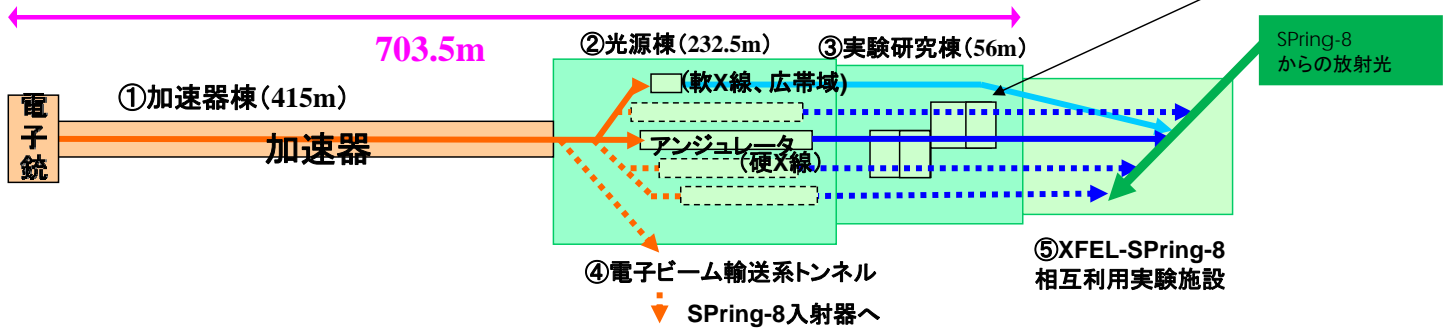 703.5m
②光源棟（232.5m）
③実験研究棟（56m）
SPring-8
からの放射光
①加速器棟（415m）
(軟X線、広帯域)
電子銃
加速器
アンジュレータ
(硬X線)
④電子ビーム輸送系トンネル
SPring-8入射器へ
⑤XFEL-SPring-8
相互利用実験施設